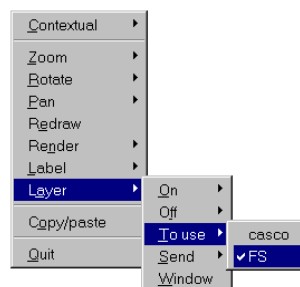 Contextual
Zoom
Rotate
Pan
Redraw
Render
Label
Layer
Copy/paste
Quit
On
Off
To use
Send
Window
casco
FS